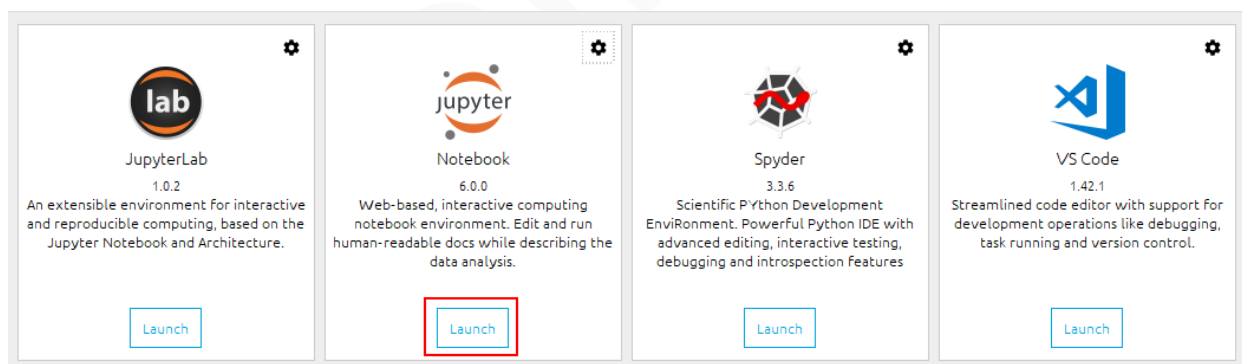 lab
JupyterLab
1.0.2
An extensible environment for interactive
and reproducible computing, based on the
Jupyter Notebook and Architecture.
Launch
jupyter
Notebook
6.0.0
Web-based, interactive computing
notebook environment. Edit and run
human-readable docs while describing the
data analysis.
Launch
Spyder
3.3.6
Scientific PYthon Development
EnviRonment. Powerful Python IDE with
advanced editing, interactive testing,
debugging and introspection features
Launch
VS Code
1.42.1
Streamlined code editor with support for
development operations like debugging,
task running and version control.
Launch